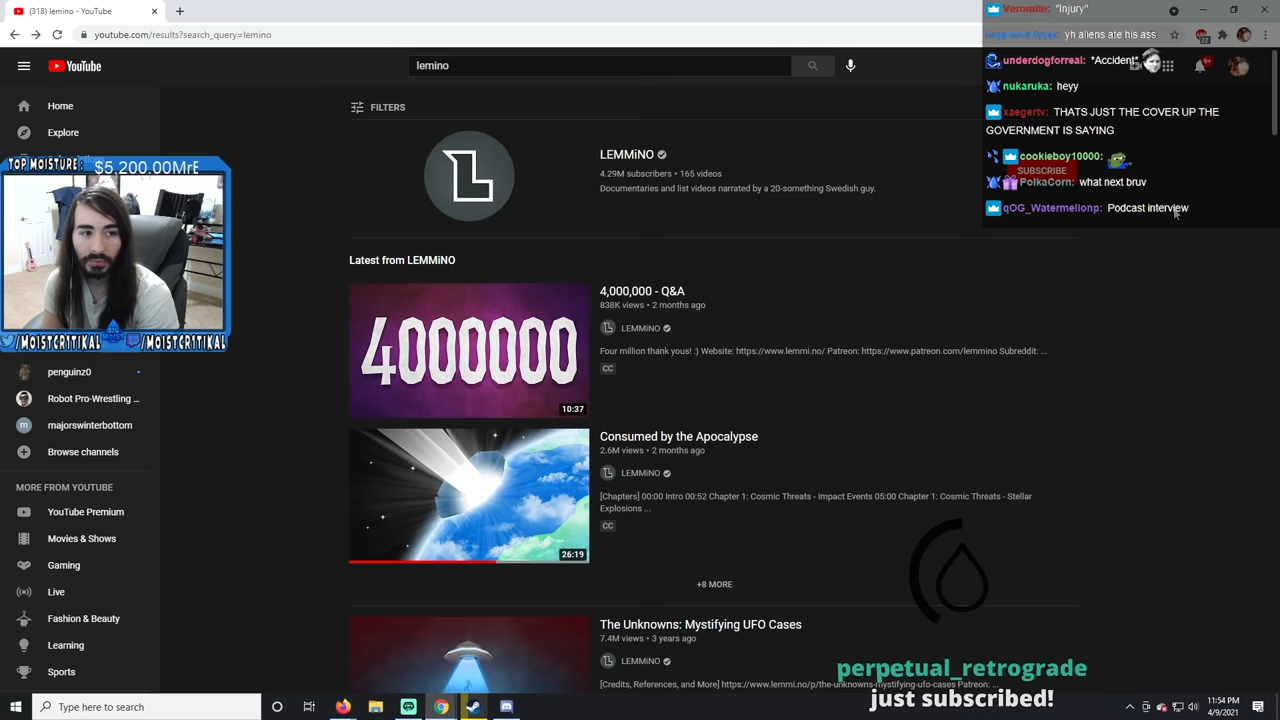 (318) lemino - YouTube
Veromite: "Injury"
youtube.com/results?search_query=lemino
yh aliens ate his ass
22
underdogforreal: *Accident*
9+
YouTube
lemino
nukaruka: heyy
Home
FILTERS
xaegertv: THATS JUST THE COVER UP THE
GOVERNMENT IS SAYING
Explore
LEMMiNO
cookieboy10000:
TOP MOISTURE: $5,200.00MrB
4.29M subscribers • 165 videos
SUBSCRIBE
Documentaries and list videos narrated by a 20-something Swedish guy.
PolkaCorn: what next bruv
qOG_Watermellonp: Podcast interview
Latest from LEMMiNO
4,000,000 - Q&A
838K views • 2 months ago
LEMMiNO
BIG
MOIST
/MOISTCR1TIKAL
/MOISTCR1TIKAL
4000000
Four million thank yous! :) Website: https://www.lemmi.no/ Patreon: https://www.patreon.com/lemmino Subreddit: ...
CC
10:37
penguinz0
Robot Pro-Wrestling ...
m
majorswinterbottom
Browse channels
Consumed by the Apocalypse
2.6M views • 2 months ago
LEMMiNO
[Chapters] 00:00 Intro 00:52 Chapter 1: Cosmic Threats - Impact Events 05:00 Chapter 1: Cosmic Threats - Stellar
Explosions ...
CC
26:19
MORE FROM YOUTUBE
YouTube Premium
Movies & Shows
Gaming
Live
Fashion & Beauty
Learning
Sports
+8 MORE
The Unknowns: Mystifying UFO Cases
7.4M views • 3 years ago
LEMMiNO
[Credits, References, and More] https://www.lemmi.no/p/the-unknowns-mystifying-ufo-cases Patreon: ...
perpetual_retrograde
just subscribed!
Type here to search
11:54 PM
4/9/2021